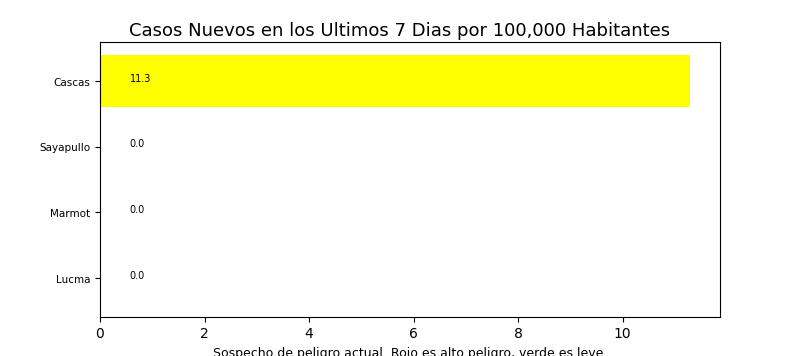 Casos Nuevos en los Ultimos 7 Dias por 100,000 Habitantes
Cascas 11.3
Sayapullo 0.0
Marmot 0.0
Lucma 0.0
0 2 4 6 8 10
Sospecho de peligro actual. Rojo es alto peligro, verde es leve